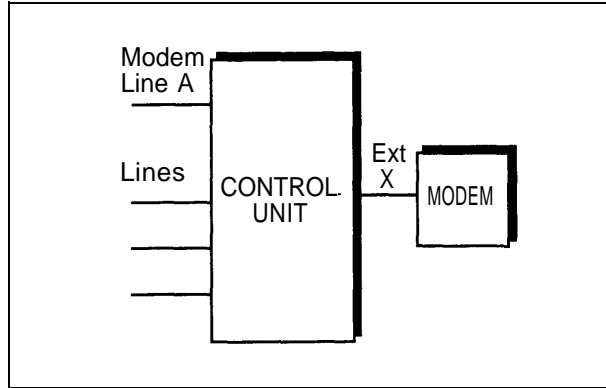 Modem
Line A
Lines
CONTROL
UNIT
Ext
X
MODEM